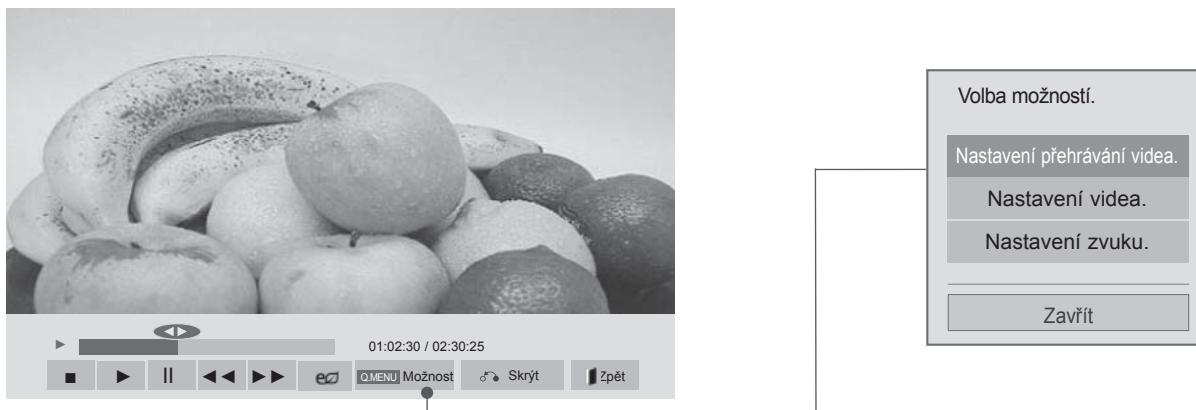 01:02:30 / 02:30:25
Q.MENU Možnost
Skrýt
Zpět
Volba možností.
Nastavení přehrávání videa.
Nastavení videa.
Nastavení zvuku.
Zavřít